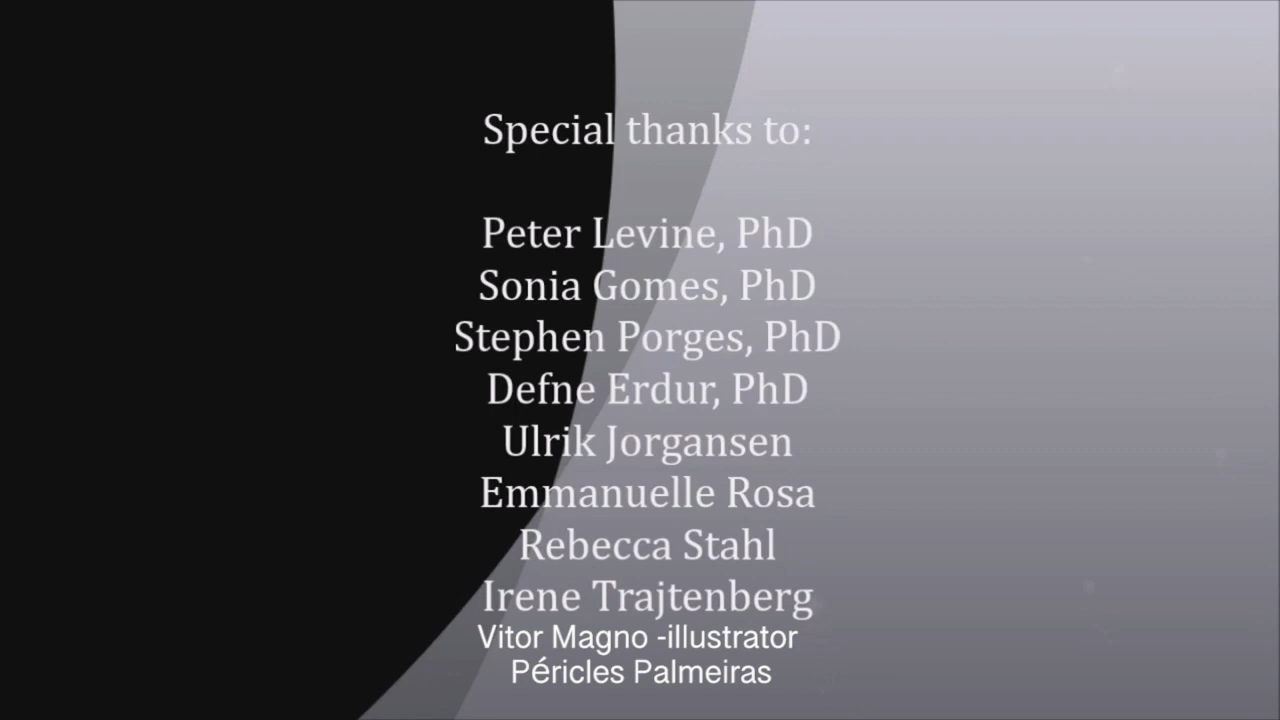 Special thanks to:
Peter Levine, PhD
Sonia Gomes, PhD
Stephen Porges, PhD
Defne Erdur, PhD
Ulrik Jorgansen
Emmanuelle Rosa
Rebecca Stahl
Irene Trajtenberg
Vitor Magno -illustrator
Péricles Palmeiras